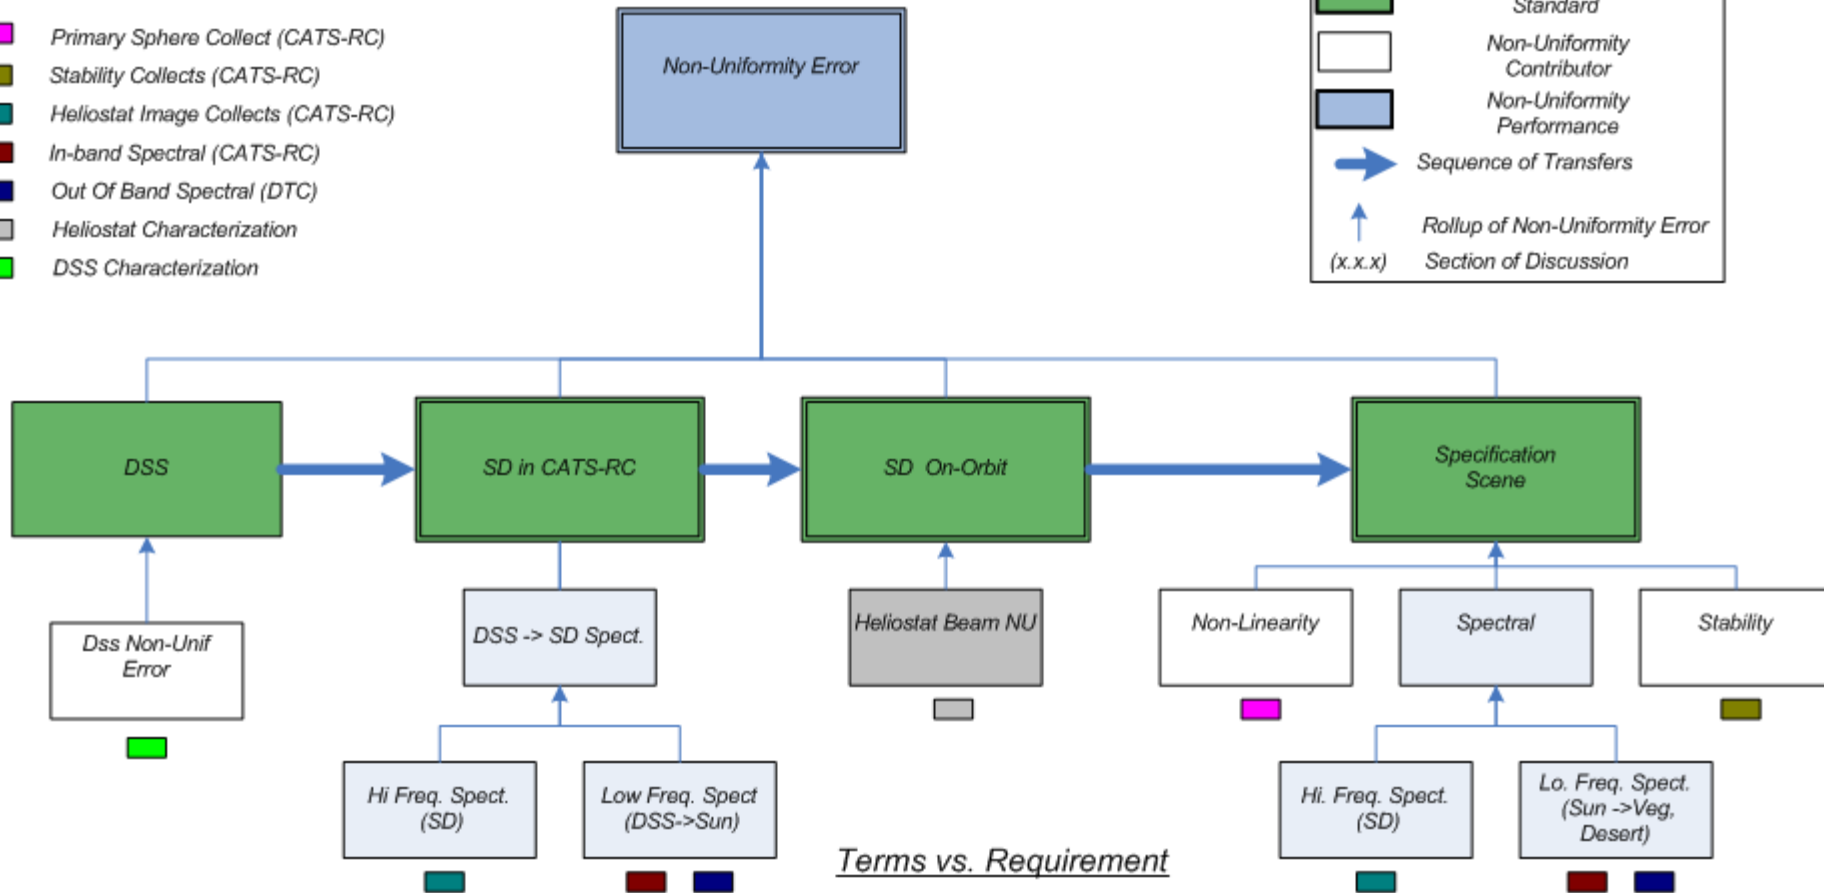 Primary Sphere Collect (CATS-RC)
Stability Collects (CATS-RC)
Heliostat Image Collects (CATS-RC)
In-band Spectral (CATS-RC)
Out Of Band Spectral (DTC)
Heliostat Characterization
DSS Characterization
Non-Uniformity Error
Standard
Non-Uniformity
Contributor
Non-Uniformity
Performance
Sequence of Transfers
Rollup of Non-Uniformity Error
(x.x.x) Section of Discussion
DSS
SD in CATS-RC
SD On-Orbit
Specification
Scene
Dss Non-Unif
Error
DSS -> SD Spect.
Heliostat Beam NU
Non-Linearity
Spectral
Stability
Hi Freq. Spect.
(SD)
Low Freq. Spect
(DSS->Sun)
Hi. Freq. Spect.
(SD)
Lo. Freq. Spect.
(Sun ->Veg,
Desert)
Terms vs. Requirement